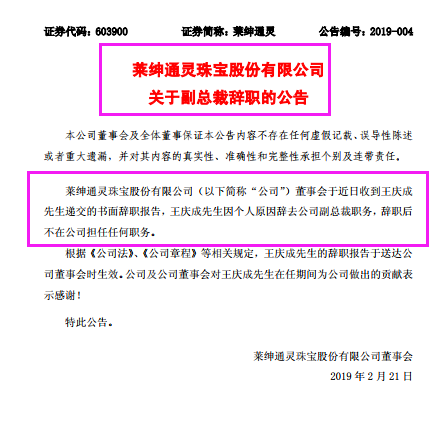 证券代码：603900 证券简称：莱绅通灵 公告编号：2019-004
莱绅通灵珠宝股份有限公司
关于副总裁辞职的公告
本公司董事会及全体董事保证本公告内容不存在任何虚假记载、误导性陈述
或者重大遗漏，并对其内容的真实性、准确性和完整性承担个别及连带责任。
莱绅通灵珠宝股份有限公司（以下简称“公司”）董事会于近日收到王庆成
先生递交的书面辞职报告，王庆成先生因个人原因辞去公司副总裁职务，辞职后
不在公司担任任何职务。
根据《公司法》、《公司章程》等相关规定，王庆成先生的辞职报告于送达公
司董事会时生效。公司及公司董事会对王庆成先生在任期间为公司做出的贡献表
示感谢！
特此公告。
莱绅通灵珠宝股份有限公司董事会
2019 年 2 月 21 日